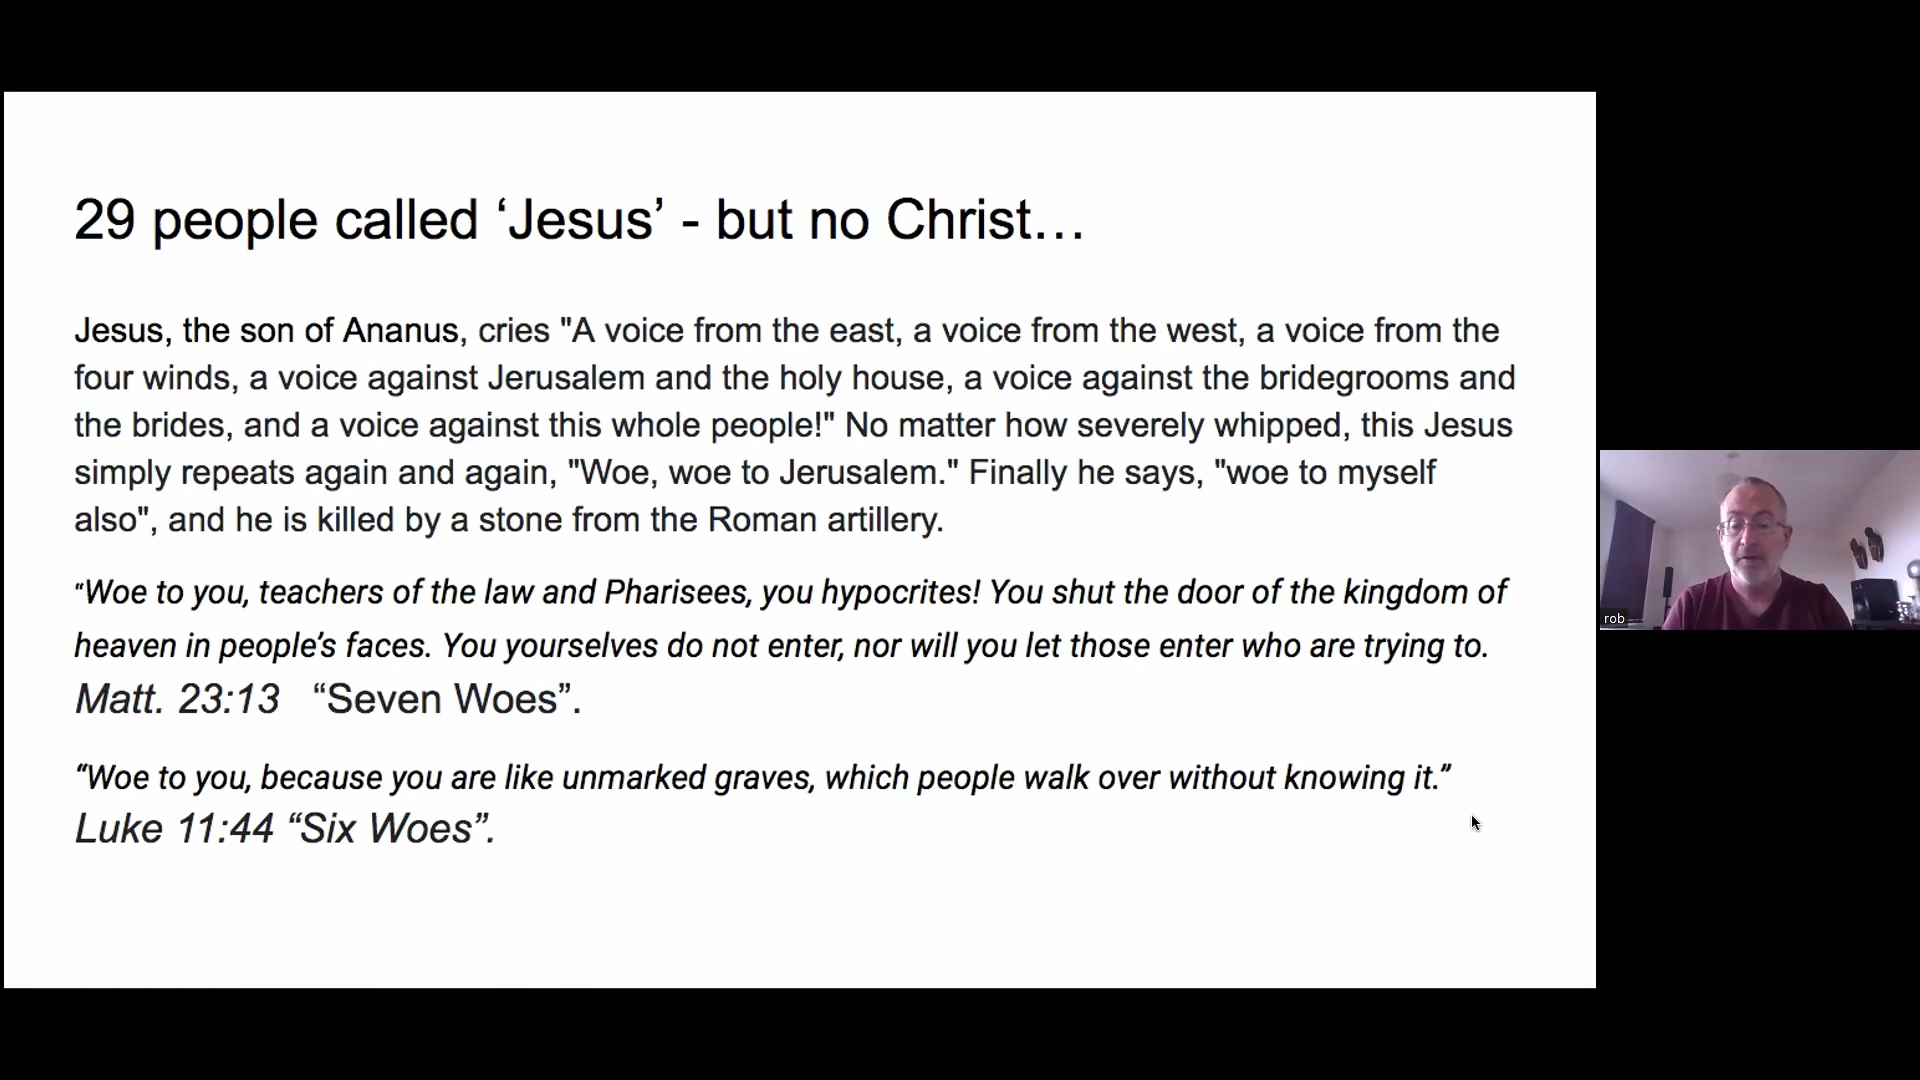 29 people called ‘Jesus’ - but no Christ…
Jesus, the son of Ananus, cries "A voice from the east, a voice from the west, a voice from the
four winds, a voice against Jerusalem and the holy house, a voice against the bridegrooms and
the brides, and a voice against this whole people!" No matter how severely whipped, this Jesus
simply repeats again and again, "Woe, woe to Jerusalem." Finally he says, "woe to myself
also", and he is killed by a stone from the Roman artillery.
“Woe to you, teachers of the law and Pharisees, you hypocrites! You shut the door of the kingdom of
heaven in people’s faces. You yourselves do not enter, nor will you let those enter who are trying to.
Matt. 23:13 “Seven Woes”.
“Woe to you, because you are like unmarked graves, which people walk over without knowing it.”
Luke 11:44 “Six Woes”.
rob